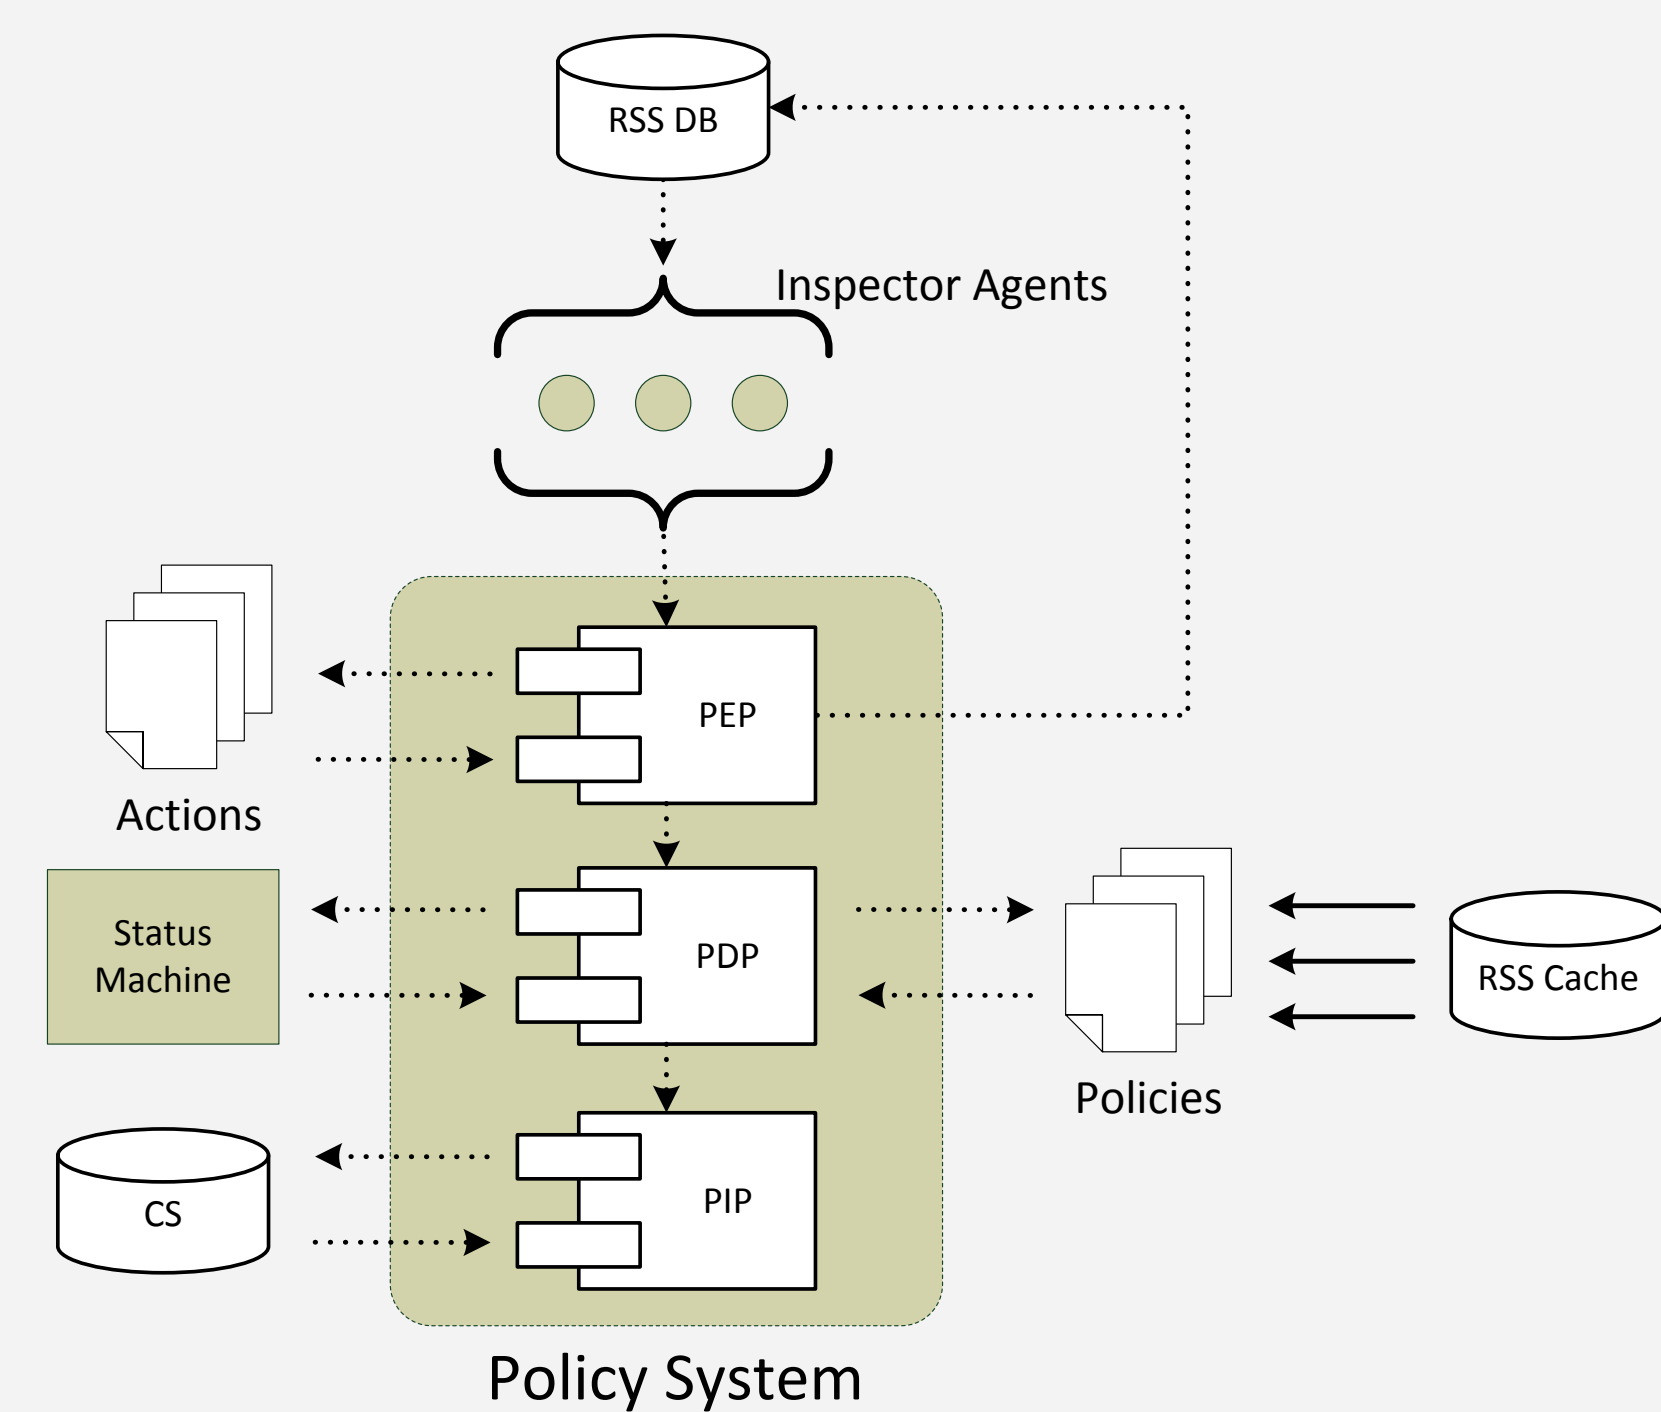 RSS DB
Inspector Agents
PEP
Actions
Status
Machine
PDP
RSS Cache
Policies
CS
PIP
Policy System